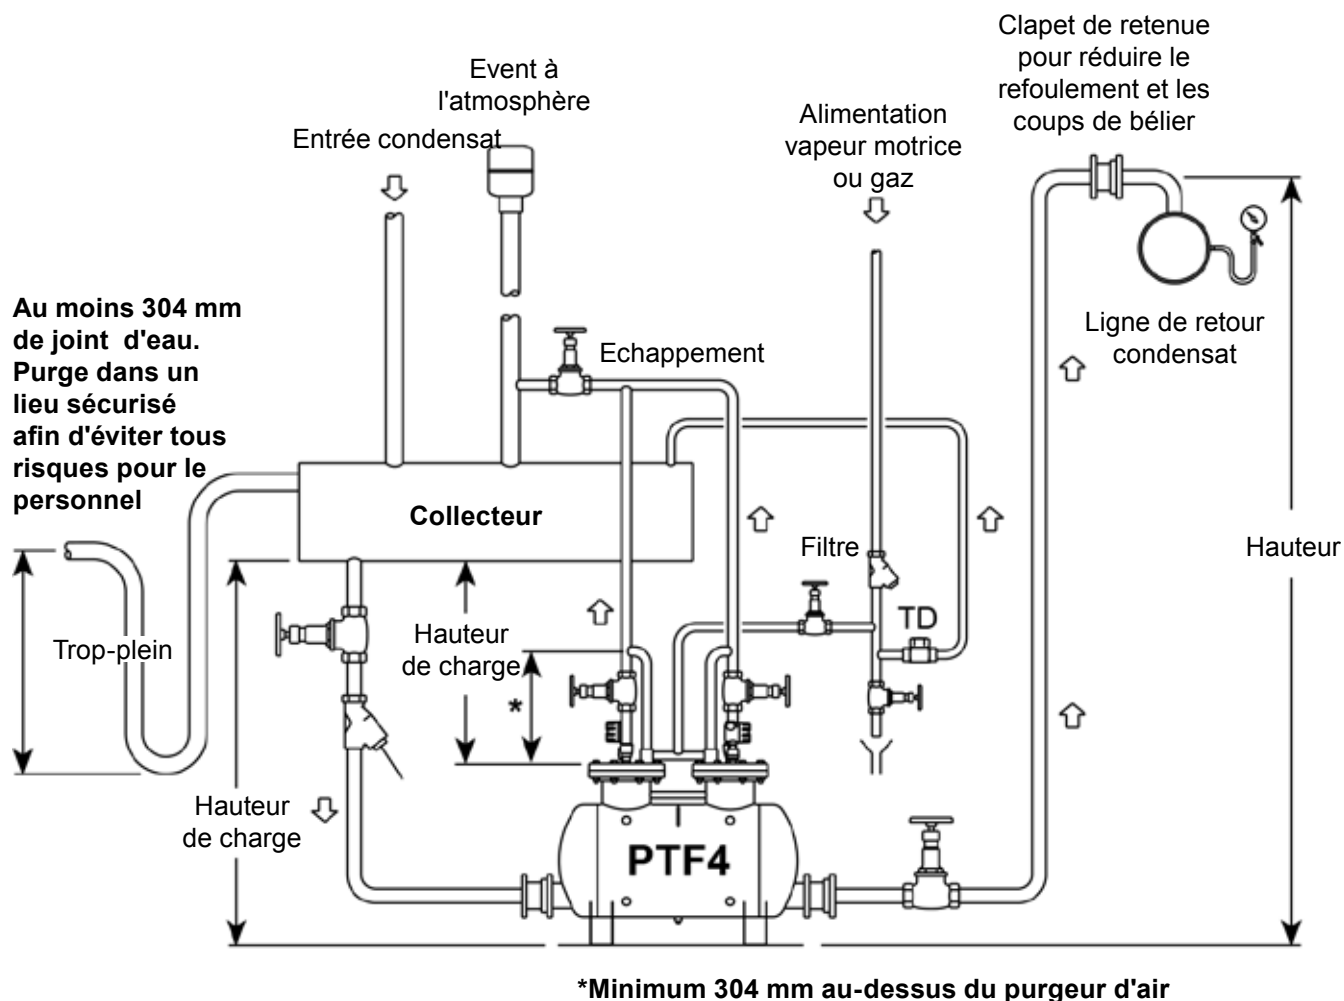 Clapet de retenue
pour réduire le
refoulement et les
coups de bélier
Event à
l'atmosphère
Alimentation
vapeur motrice
ou gaz
Entrée condensat
Au moins 304 mm
de joint d'eau.
Purge dans un
lieu sécurisé
afin d'éviter tous
risques pour le
personnel
Echappement
Ligne de retour
condensat
Collecteur
Filtre
Hauteur
TD
Trop-plein
Hauteur
de charge
*
Hauteur
de charge
PTF4
*Minimum 304 mm au-dessus du purgeur d'air